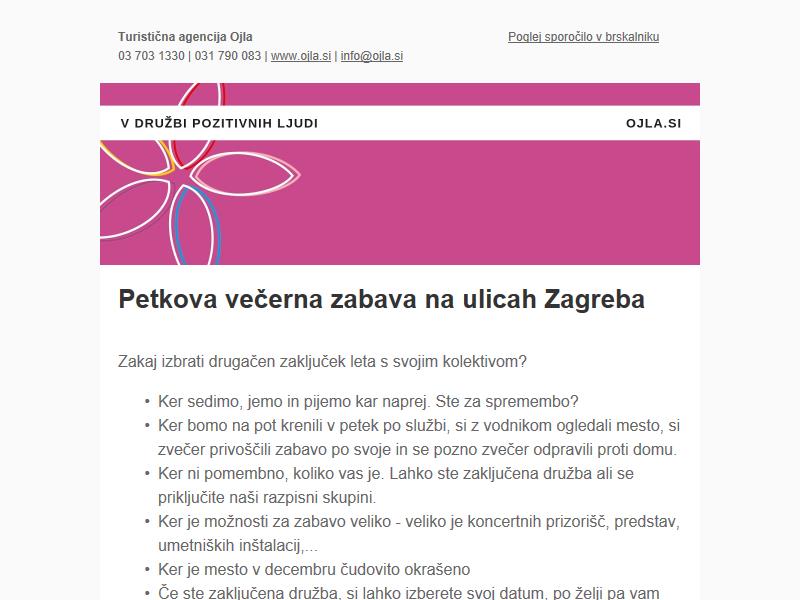 Turistična agencija Ojla
Poglej sporočilo v brskalniku
03 703 1330 | 031 790 083 | www.ojla.si | info@ojla.si
V DRUŽBI POZITIVNIH LJUDI
OJLA.SI
Petkova večerna zabava na ulicah Zagreba
Zakaj izbrati drugačen zaključek leta s svojim kolektivom?
• Ker sedimo, jemo in pijemo kar naprej. Ste za spremembo?
• Ker bomo na pot krenili v petek po službi, si z vodnikom ogledali mesto, si
zvečer privoščili zabavo po svoje in se pozno zvečer odpravili proti domu.
• Ker ni pomembno, koliko vas je. Lahko ste zaključena družba ali se
priključite naši razpisni skupini.
• Ker je možnosti za zabavo veliko - veliko je koncertnih prizorišč, predstav,
umetniških inštalacij,...
• Ker je mesto v decembru čudovito okrašeno
• Če ste zaključena družba, si lahko izberete svoj datum, po želji pa vam